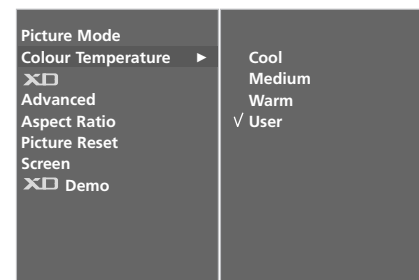 Picture Mode
Colour Temperature ►
XD
Advanced
Aspect Ratio
Picture Reset
Screen
XD Demo
Cool
Medium
Warm
√ User